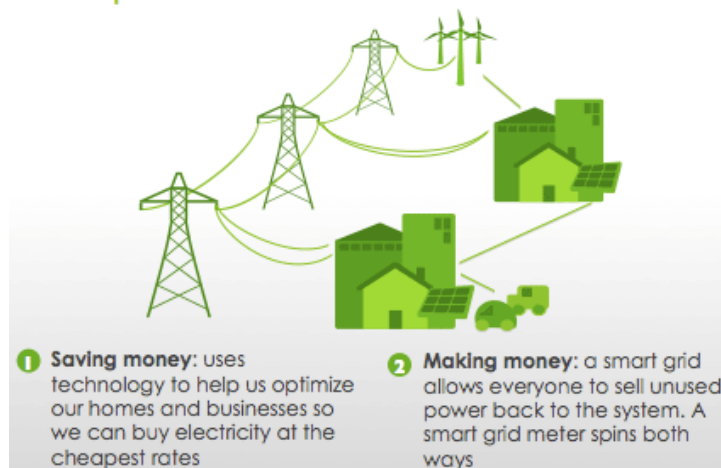 1 Saving money: uses
technology to help us optimize
our homes and businesses so
we can buy electricity at the
cheapest rates
2 Making money: a smart grid
allows everyone to sell unused
power back to the system. A
smart grid meter spins both
ways